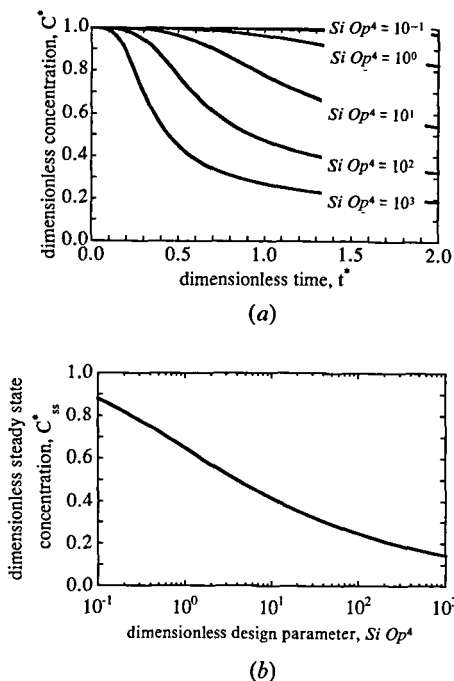 dimensionless concentration, C*
1.0
0.8
0.6
0.4
0.2
0.0
Si Op⁴ = 10⁻¹
Si Op⁴ = 10⁰
Si Op⁴ = 10¹
Si Op⁴ = 10²
Si Op⁴ = 10³
0.0 0.5 1.0 1.5 2.0
dimensionless time, t*
(a)
dimensionless steady state
concentration, C*ss
1.0
0.8
0.6
0.4
0.2
0.0
10⁻¹ 10⁰ 10¹ 10² 10³
dimensionless design parameter, Si Op⁴
(b)